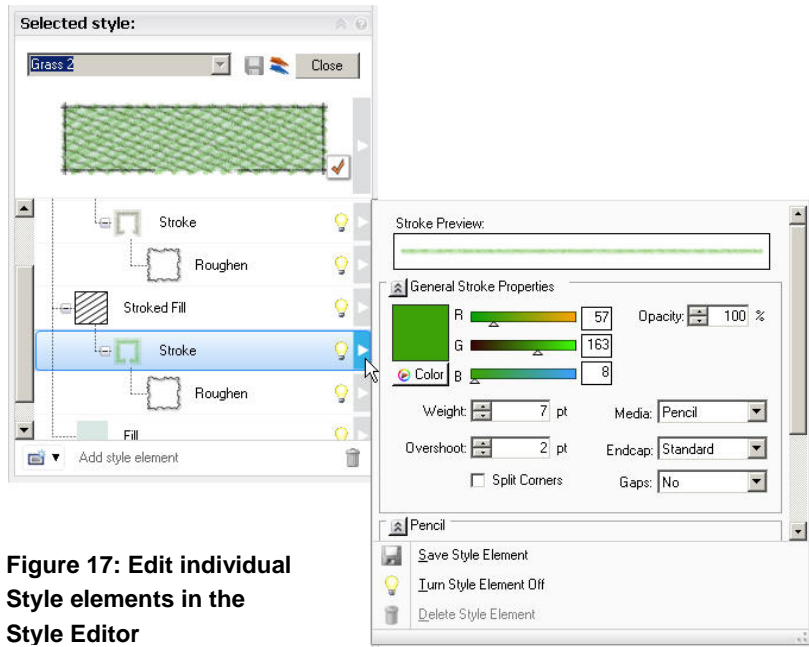 Selected style:
Grass 2
Close
Stroke
Roughen
Stroked Fill
Stroke
Roughen
Fill
Add style element
Stroke Preview:
General Stroke Properties
R 57 Opacity: 100 %
G 163
Color B 8
Weight: 7 pt Media: Pencil
Overshoot: 2 pt Endcap: Standard
Split Corners Gaps: No
Pencil
Save Style Element
Turn Style Element Off
Delete Style Element
Figure 17: Edit individual
Style elements in the
Style Editor